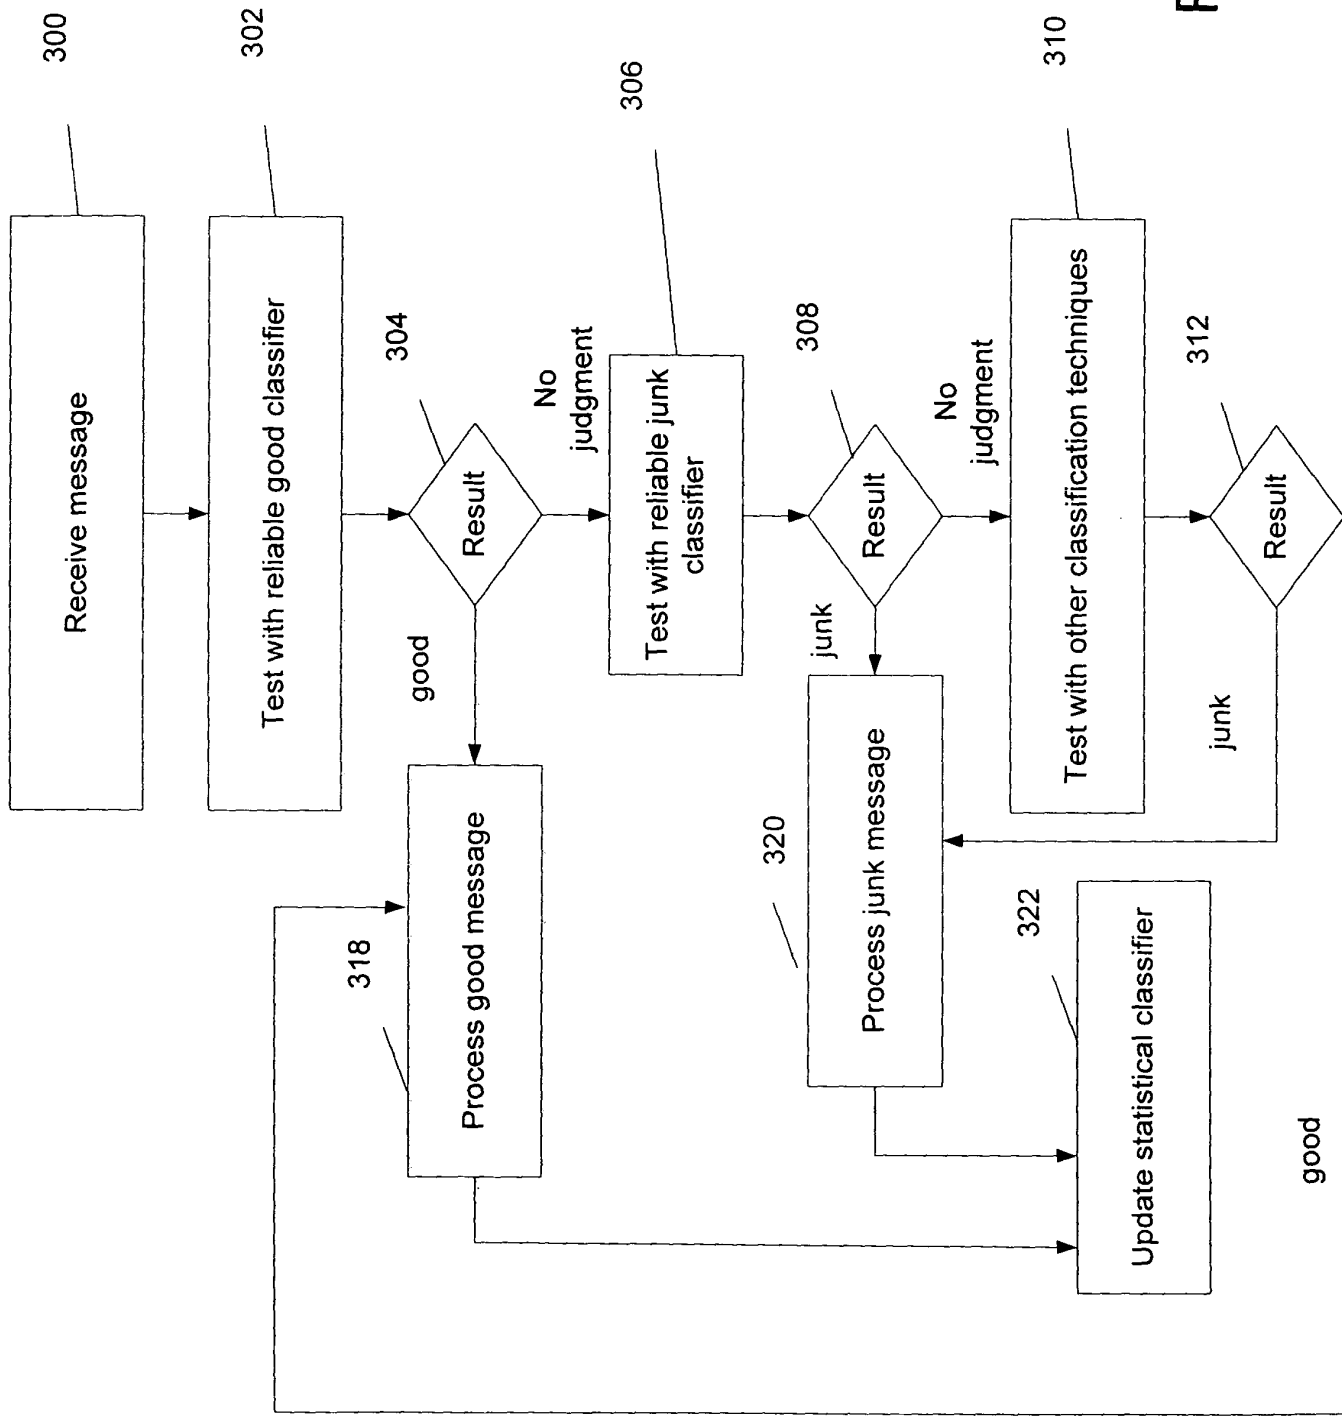 300
Receive message
302
Test with reliable good classifier
304
Result
good
No
judgment
318
Process good message
306
Test with reliable junk
classifier
308
Result
junk
No
judgment
320
Process junk message
310
Test with other classification techniques
312
Result
junk
322
Update statistical classifier
good